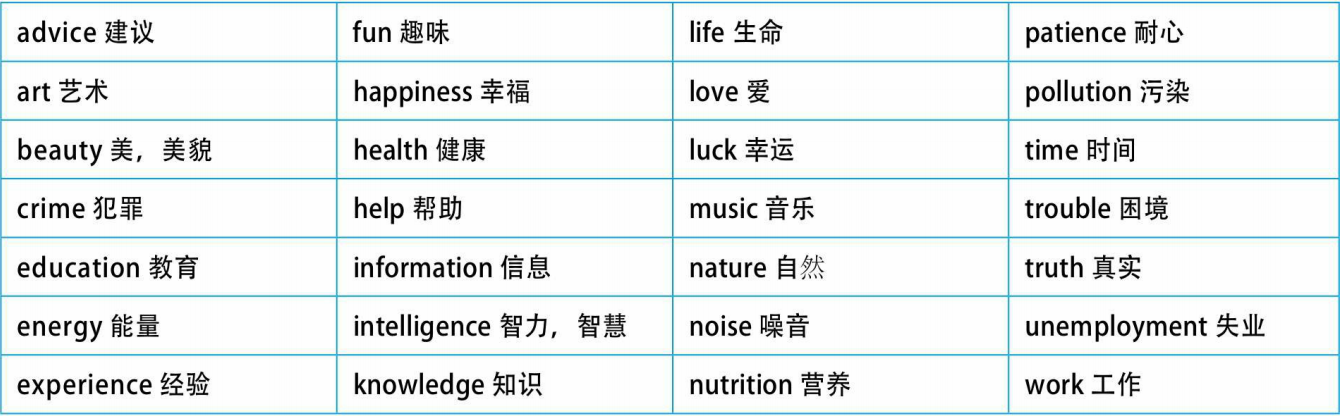 advice 建议 fun 趣味 life 生命 patience 耐心
art 艺术 happiness 幸福 love 爱 pollution 污染
beauty 美，美貌 health 健康 luck 幸运 time 时间
crime 犯罪 help 帮助 music 音乐 trouble 困境
education 教育 information 信息 nature 自然 truth 真实
energy 能量 intelligence 智力，智慧 noise 噪音 unemployment 失业
experience 经验 knowledge 知识 nutrition 营养 work 工作